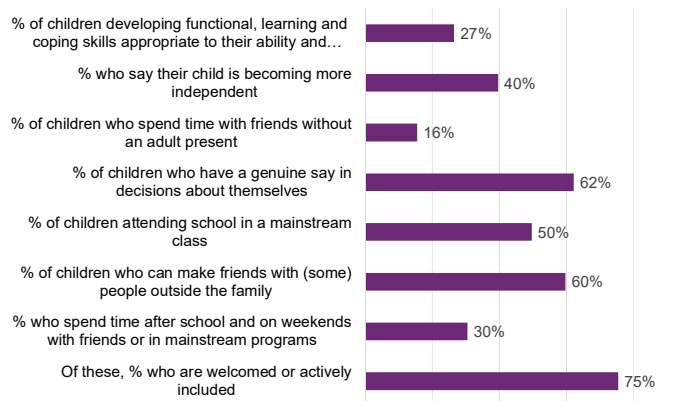 % of children developing functional, learning and
coping skills appropriate to their ability and…
27%
% who say their child is becoming more
independent
40%
% of children who spend time with friends without
an adult present
16%
% of children who have a genuine say in
decisions about themselves
62%
% of children attending school in a mainstream
class
50%
% of children who can make friends with (some)
people outside the family
60%
% who spend time after school and on weekends
with friends or in mainstream programs
30%
Of these, % who are welcomed or actively
included
75%